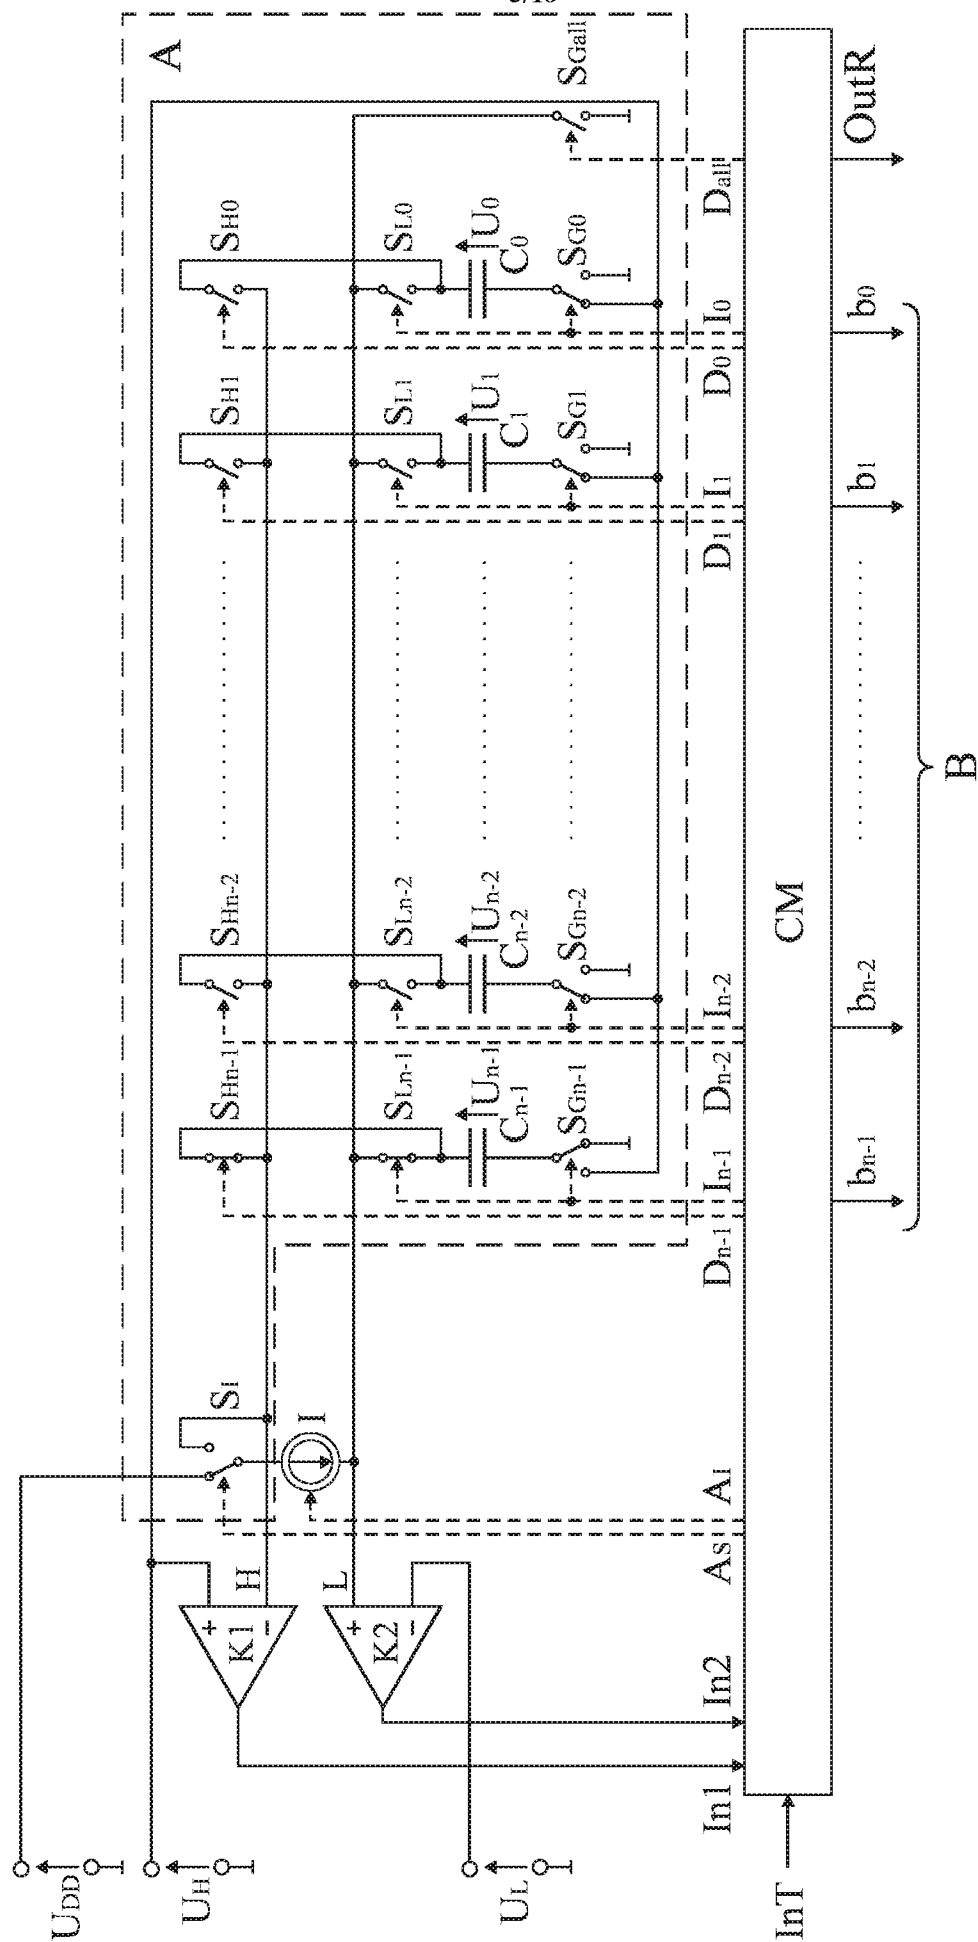 A
UDD
UH
UL
K1
+
−
H
K2
+
−
L
SI
I
SHn-1
SHn-2
SH1
SH0
SLn-1
SLn-2
SL1
SL0
Un-1
Un-2
U1
U0
Cn-1
Cn-2
C1
C0
SGn-1
SGn-2
SG1
SG0
SGall
In1
In2
AS
AI
Dn-1
In-1
Dn-2
In-2
D1
I1
D0
I0
Dall
InT
CM
bn-1
bn-2
b1
b0
OutR
B